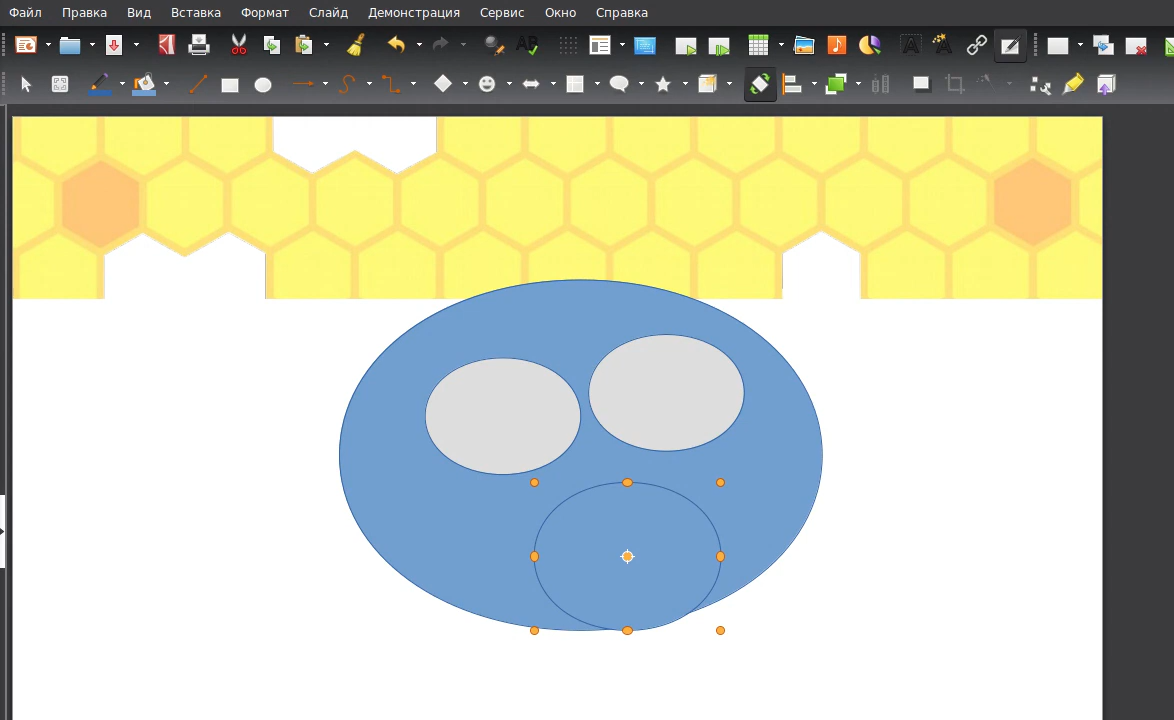 Файл Правка Вид Вставка Формат Слайд Демонстрация Сервис Окно Справка